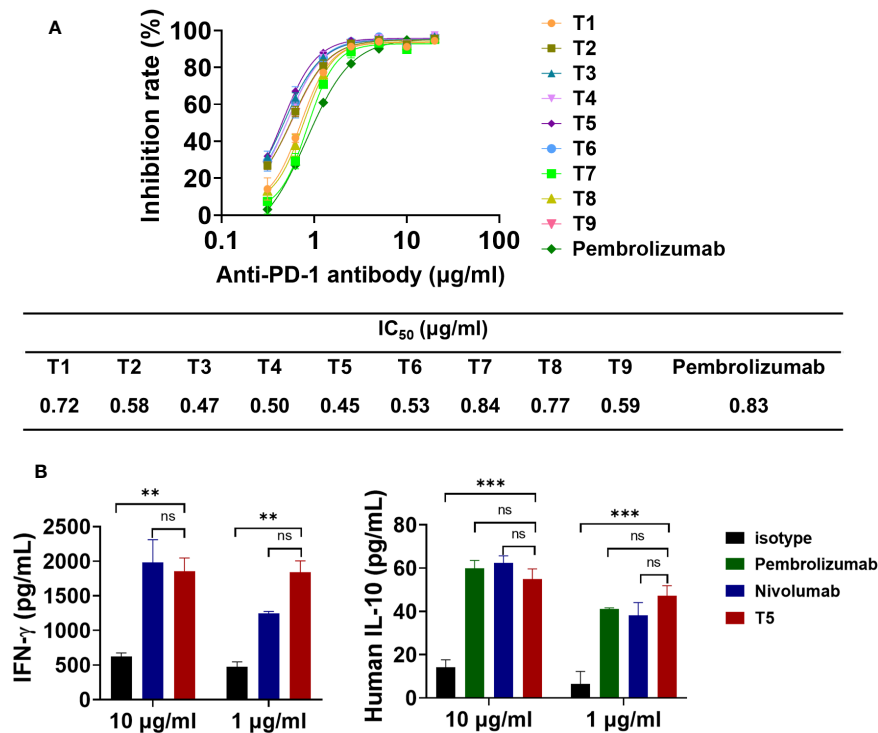 A
Inhibition rate (%)
100
80
60
40
20
0
0.1 1 10 100
Anti-PD-1 antibody (µg/ml)
T1
T2
T3
T4
T5
T6
T7
T8
T9
Pembrolizumab
IC50 (µg/ml)
T1 T2 T3 T4 T5 T6 T7 T8 T9 Pembrolizumab
0.72 0.58 0.47 0.50 0.45 0.53 0.84 0.77 0.59 0.83
B
IFN-γ (pg/mL)
2500
2000
1500
1000
500
0
** ns
** ns
10 µg/ml 1 µg/ml
Human IL-10 (pg/mL)
80
60
40
20
0
***
ns
ns
***
ns
ns
10 µg/ml 1 µg/ml
isotype
Pembrolizumab
Nivolumab
T5